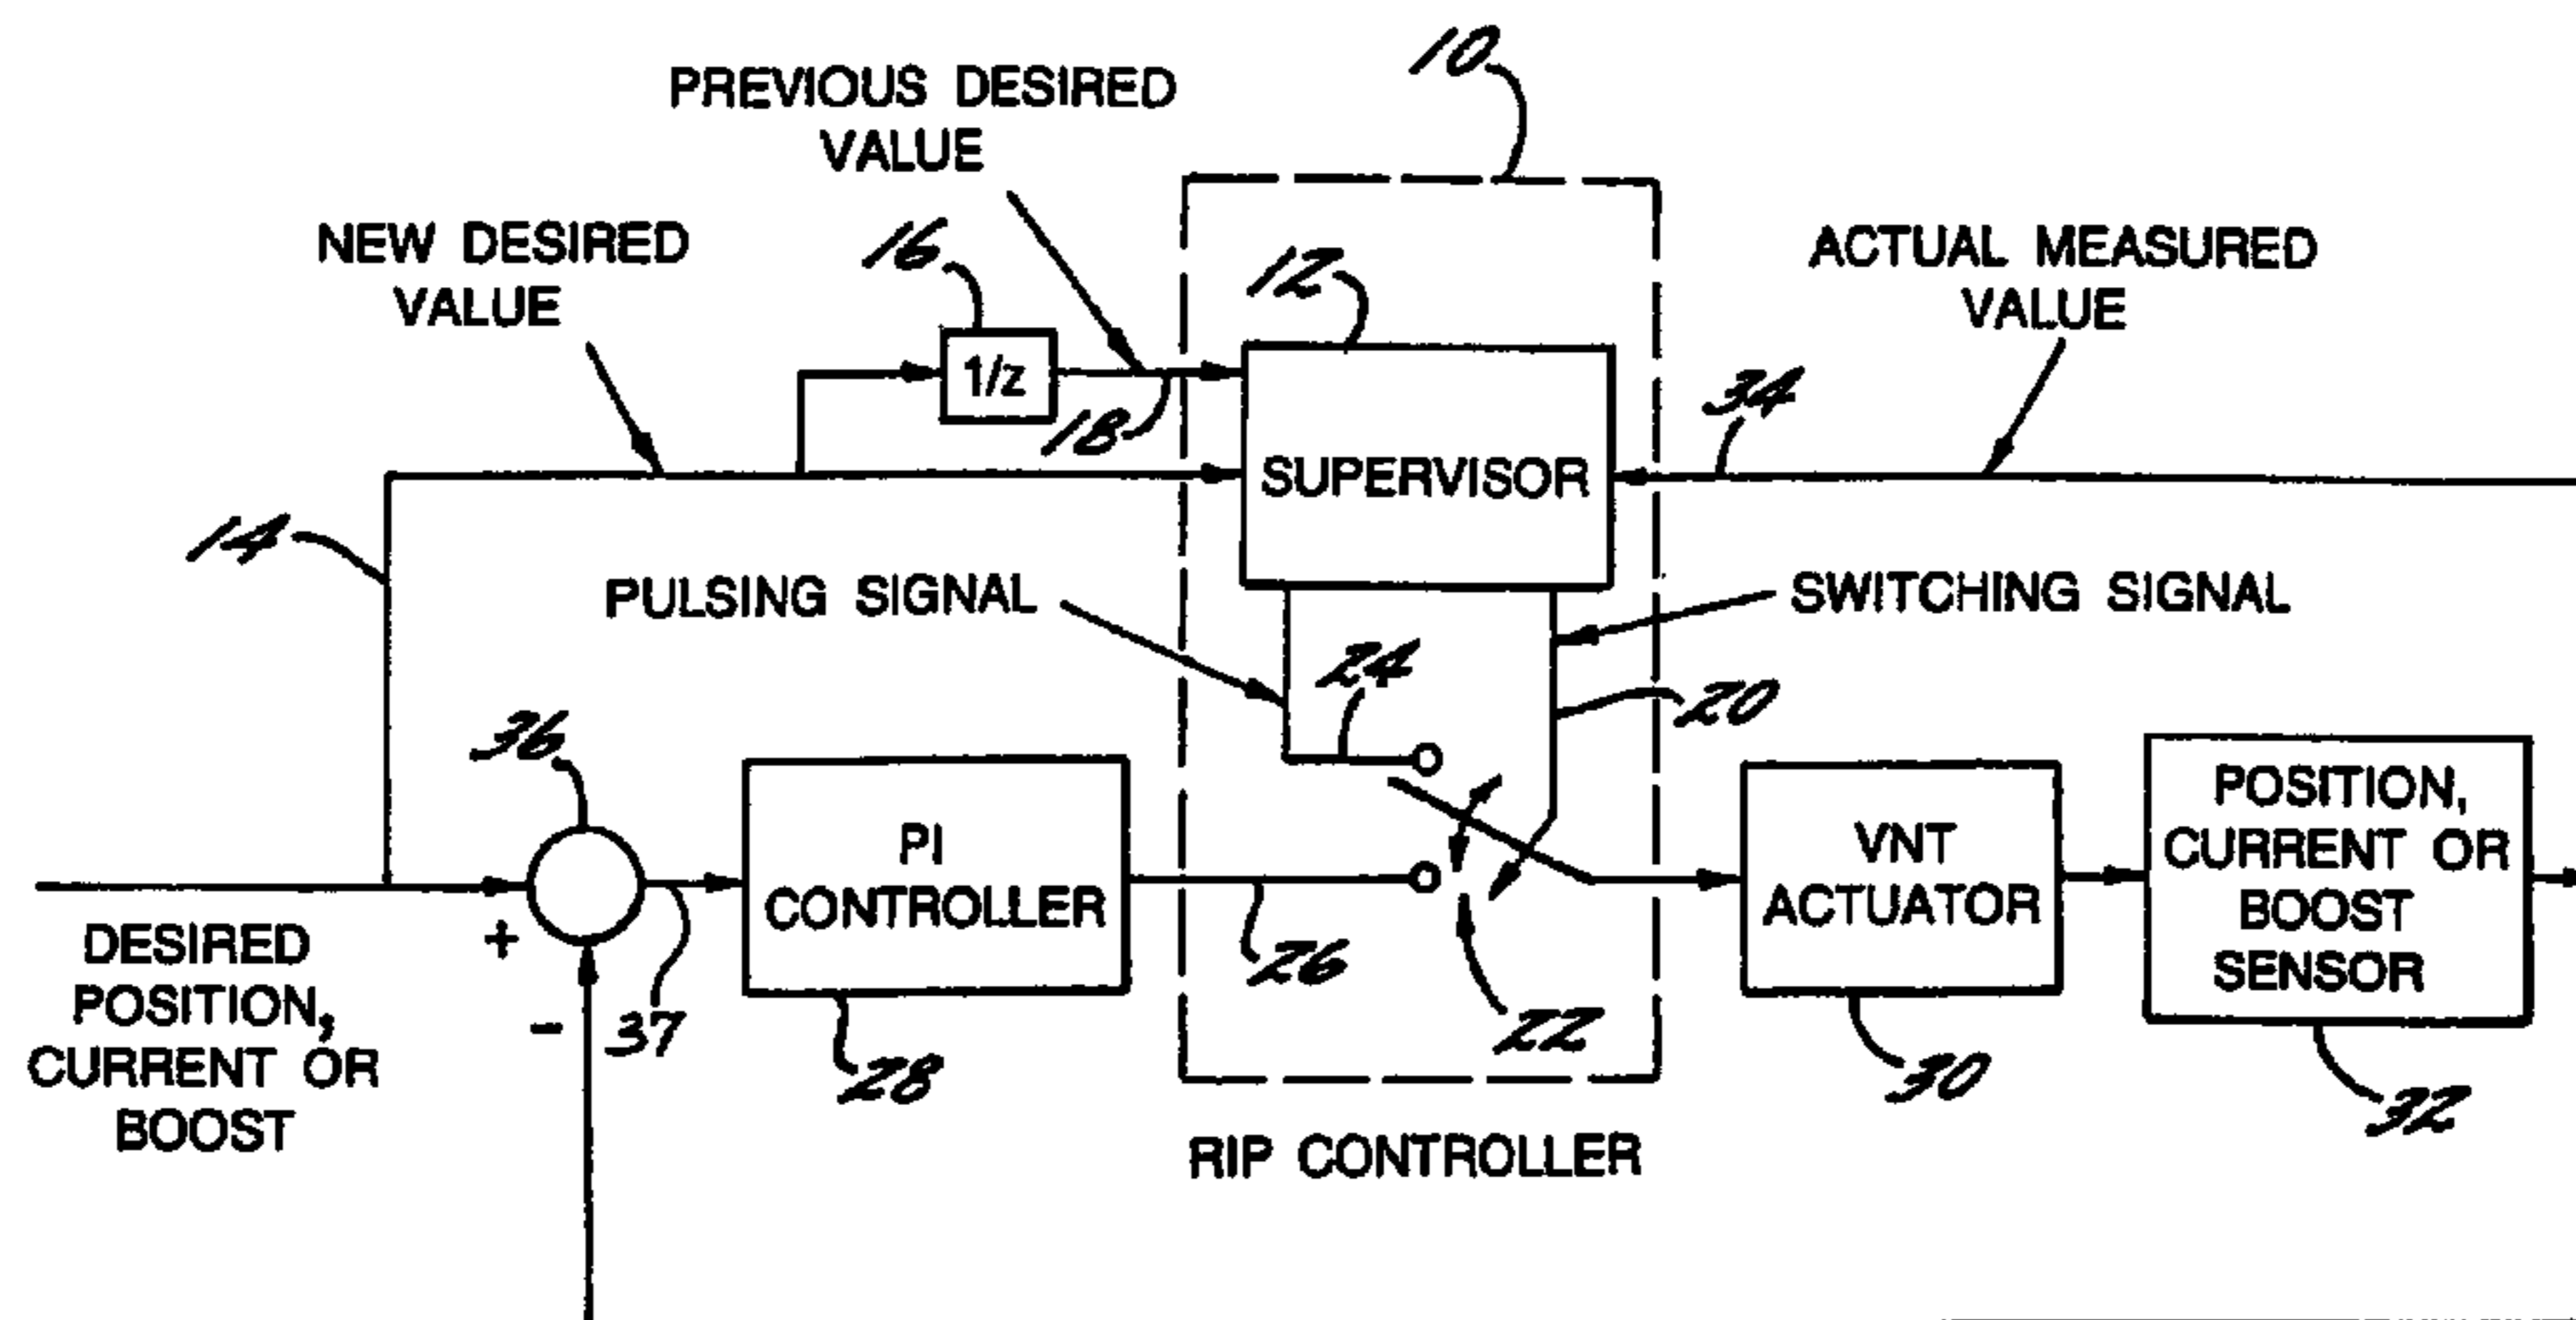 10
PREVIOUS DESIRED
VALUE
NEW DESIRED
VALUE
16
12
ACTUAL MEASURED
VALUE
1/z
18
34
SUPERVISOR
14
PULSING SIGNAL
SWITCHING SIGNAL
24
20
36
PI
CONTROLLER
VNT
ACTUATOR
POSITION,
CURRENT OR
BOOST
SENSOR
+
-
DESIRED
POSITION,
CURRENT OR
BOOST
37
28
26
22
30
32
RIP CONTROLLER